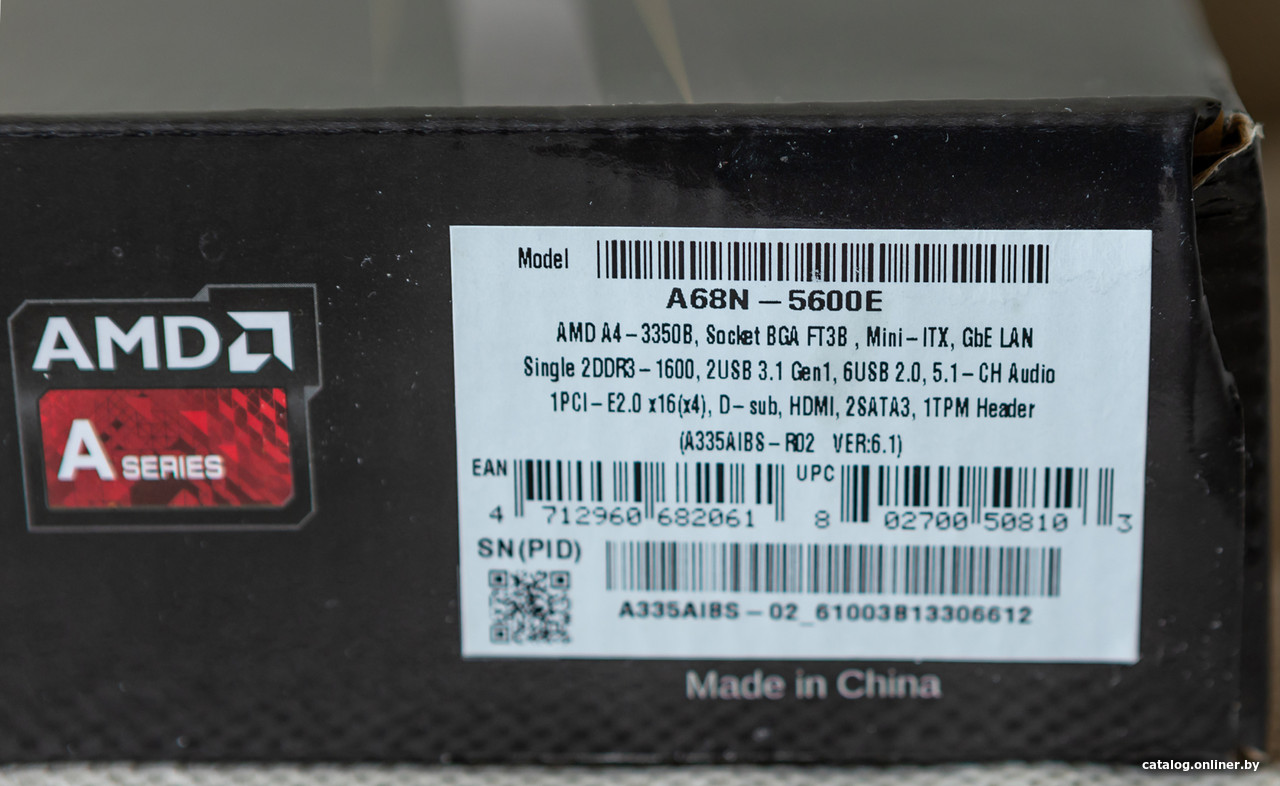 AMD
A SERIES
Model
A68N-5600E
AMD A4-3350B, Socket BGA FT3B , Mini-ITX, GbE LAN
Single 2DDR3-1600, 2USB 3.1 Gen1, 6USB 2.0, 5.1-CH Audio
1PCI-E2.0 x16(x4), D-sub, HDMI, 2SATA3, 1TPM Header
(A335AIBS-R02 VER:6.1)
EAN UPC
4 712960 682061 8 02700 50810 3
SN(PID)
A335AIBS-02_61003B13306612
Made in China
catalog.onliner.by